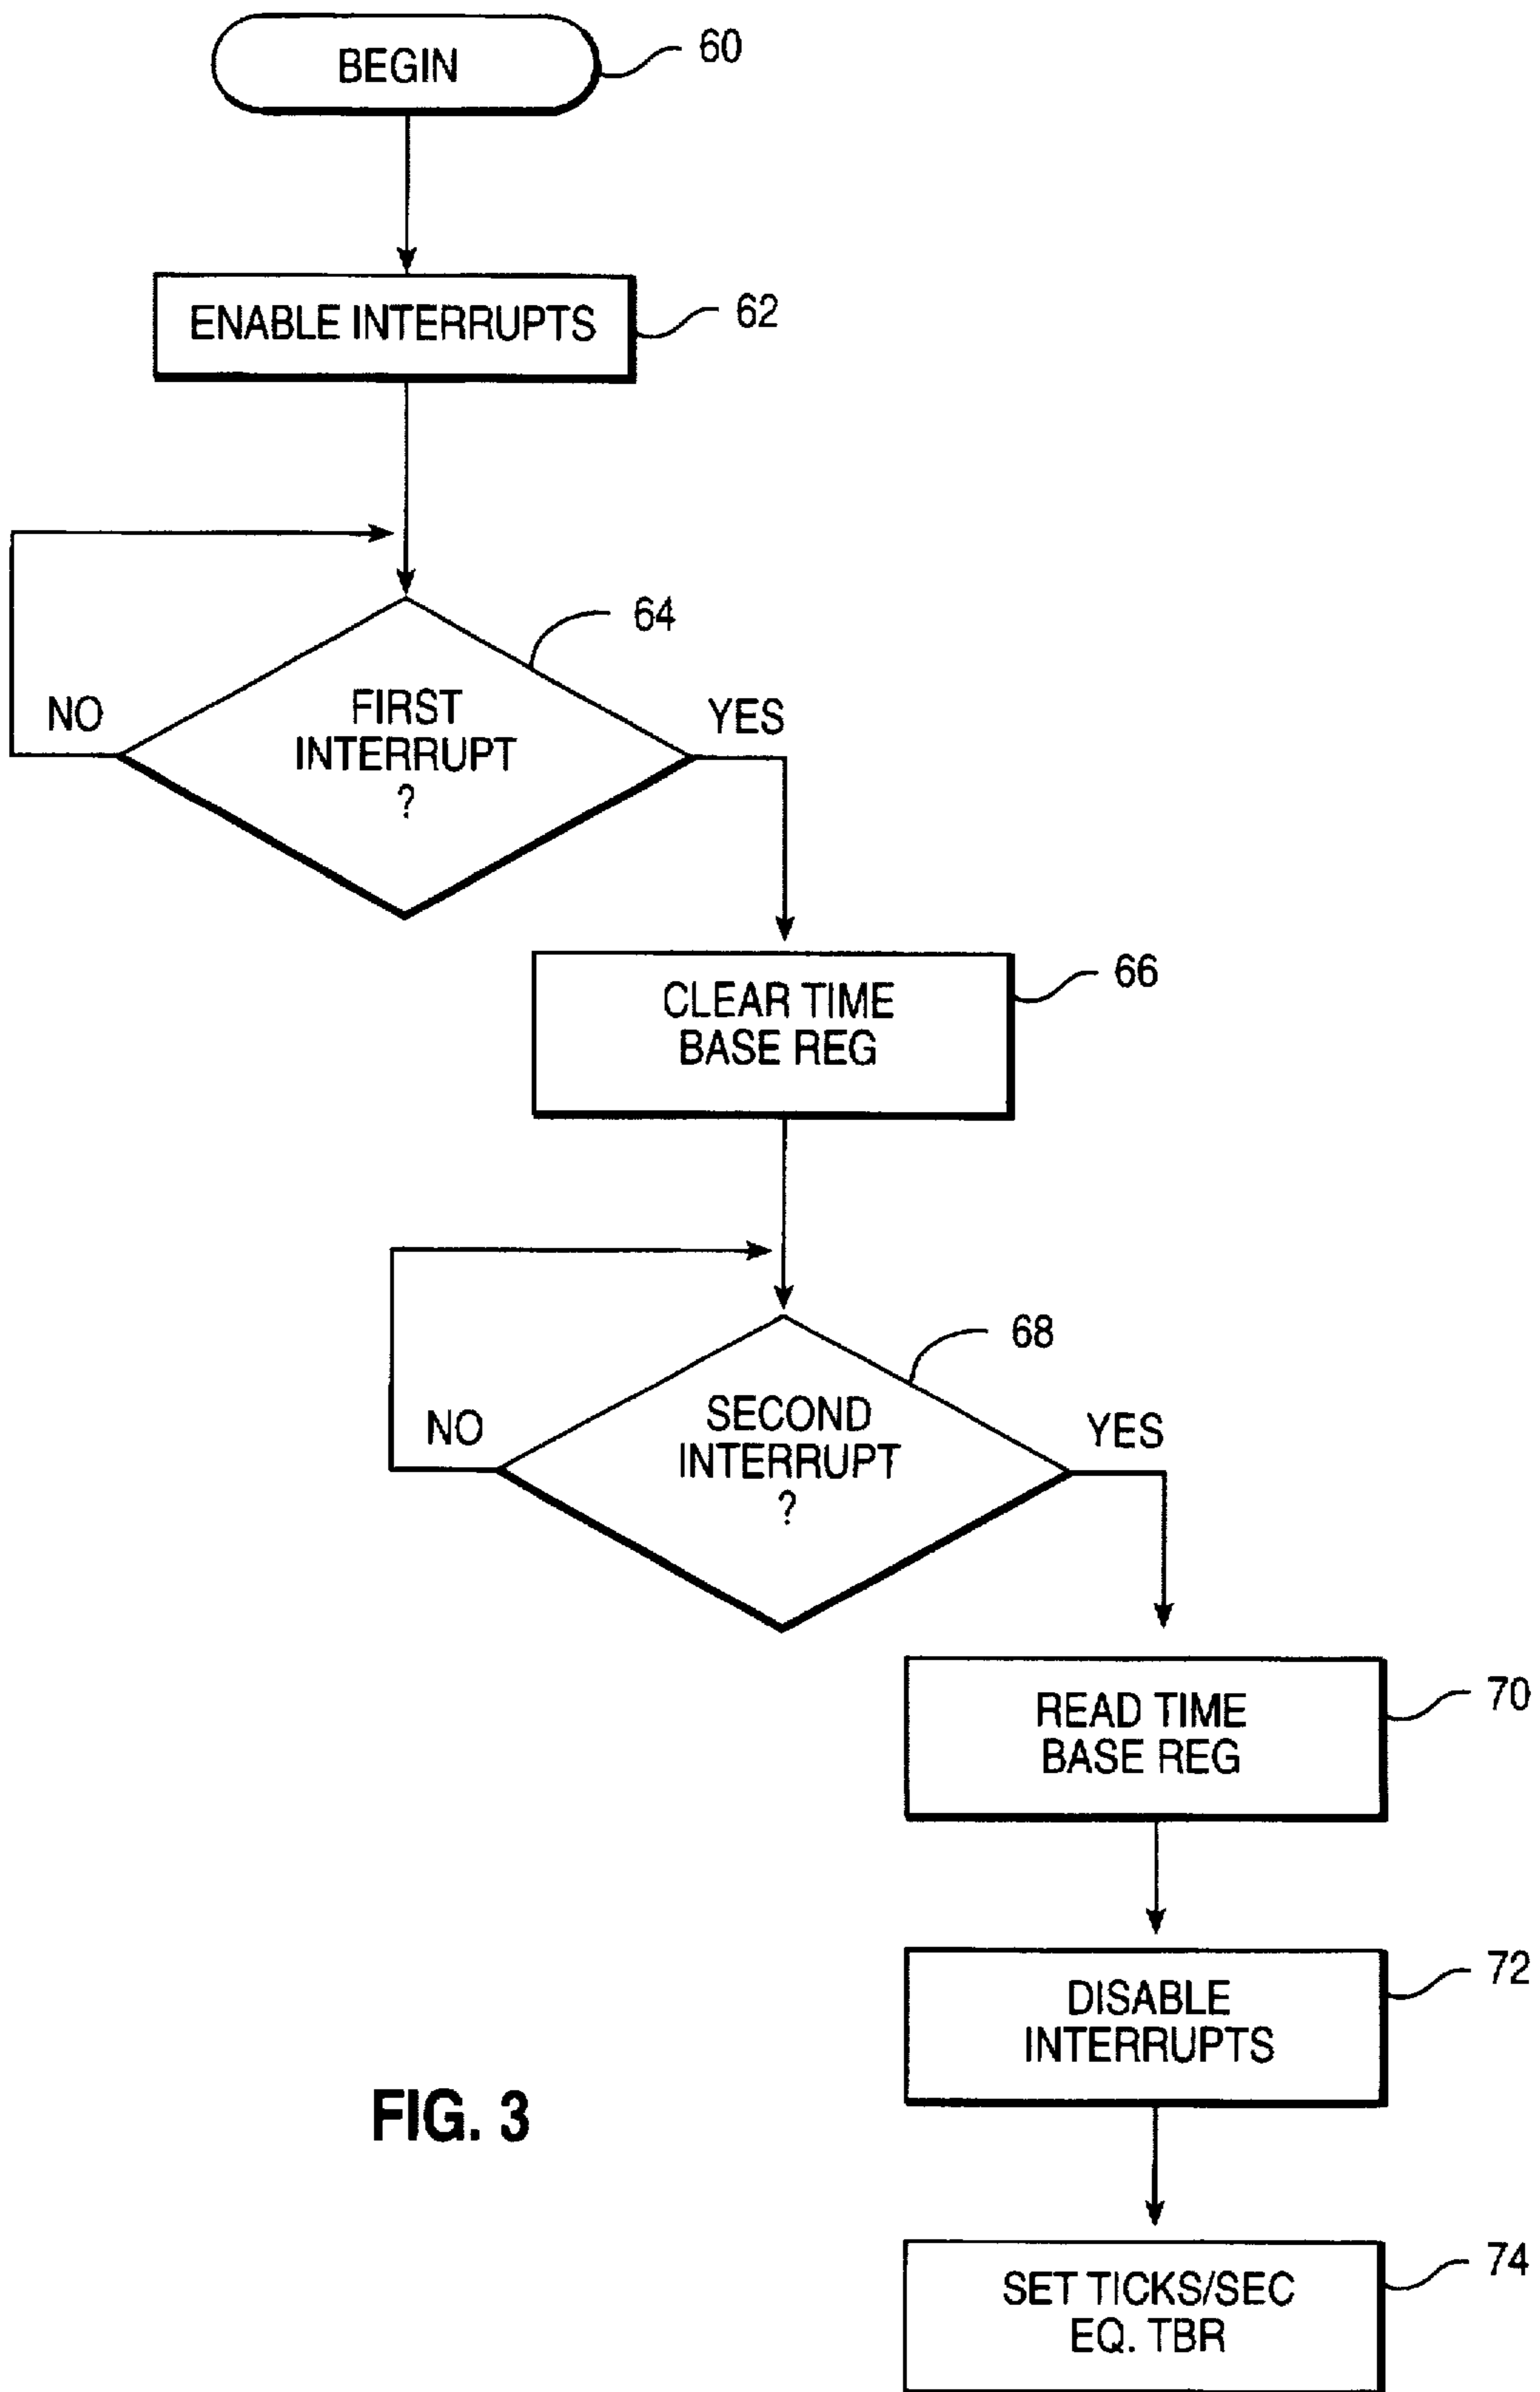 BEGIN
60
ENABLE INTERRUPTS
62
64
NO
FIRST
INTERRUPT
?
YES
66
CLEAR TIME
BASE REG
68
NO
SECOND
INTERRUPT
?
YES
70
READ TIME
BASE REG
72
DISABLE
INTERRUPTS
FIG. 3
74
SET TICKS/SEC
EQ. TBR